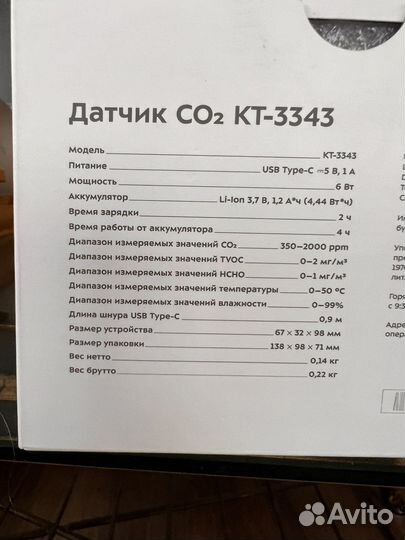 Датчик CO₂ KT-3343
Модель KT-3343
Питание USB Type-C ⎓5 В, 1 А
Мощность 6 Вт
Аккумулятор Li-Ion 3,7 В, 1,2 А*ч (4,44 Вт*ч)
Время зарядки 2 ч
Время работы от аккумулятора 4 ч
Диапазон измеряемых значений CO₂ 350–2000 ppm
Диапазон измеряемых значений TVOC 0–2 мг/м³
Диапазон измеряемых значений HCHO 0–1 мг/м³
Диапазон измеряемых значений температуры 0–50 ºC
Диапазон измеряемых значений влажности 0–99%
Длина шнура USB Type-C 0,9 м
Размер устройства 67 × 32 × 98 мм
Размер упаковки 138 × 98 × 71 мм
Вес нетто 0,14 кг
Вес брутто 0,22 кг
Avito